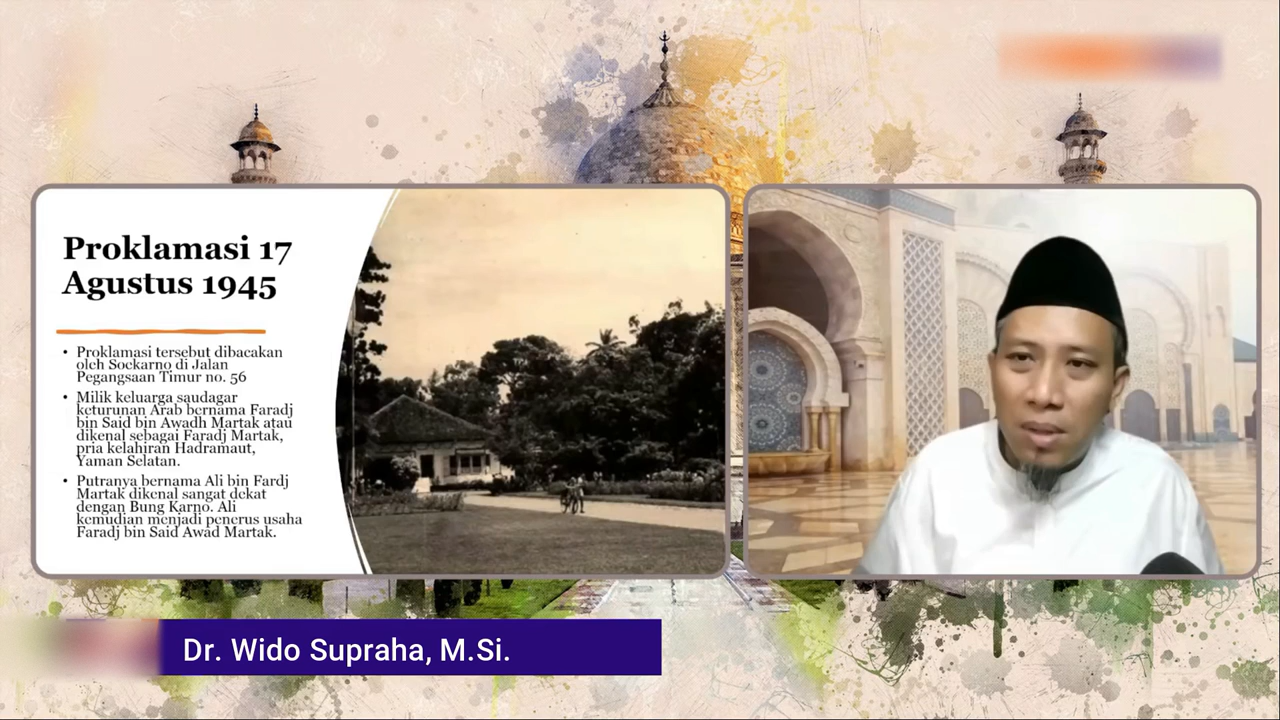 Proklamasi 17
Agustus 1945
• Proklamasi tersebut dibacakan
oleh Soekarno di Jalan
Pegangsaan Timur no. 56
• Milik keluarga saudagar
keturunan Arab bernama Faradj
bin Said bin Awadh Martak atau
dikenal sebagai Faradj Martak,
pria kelahiran Hadramaut,
Yaman Selatan.
• Putranya bernama Ali bin Fardj
Martak dikenal sangat dekat
dengan Bung Karno. Ali
kemudian menjadi penerus usaha
Faradj bin Said Awad Martak.
Dr. Wido Supraha, M.Si.